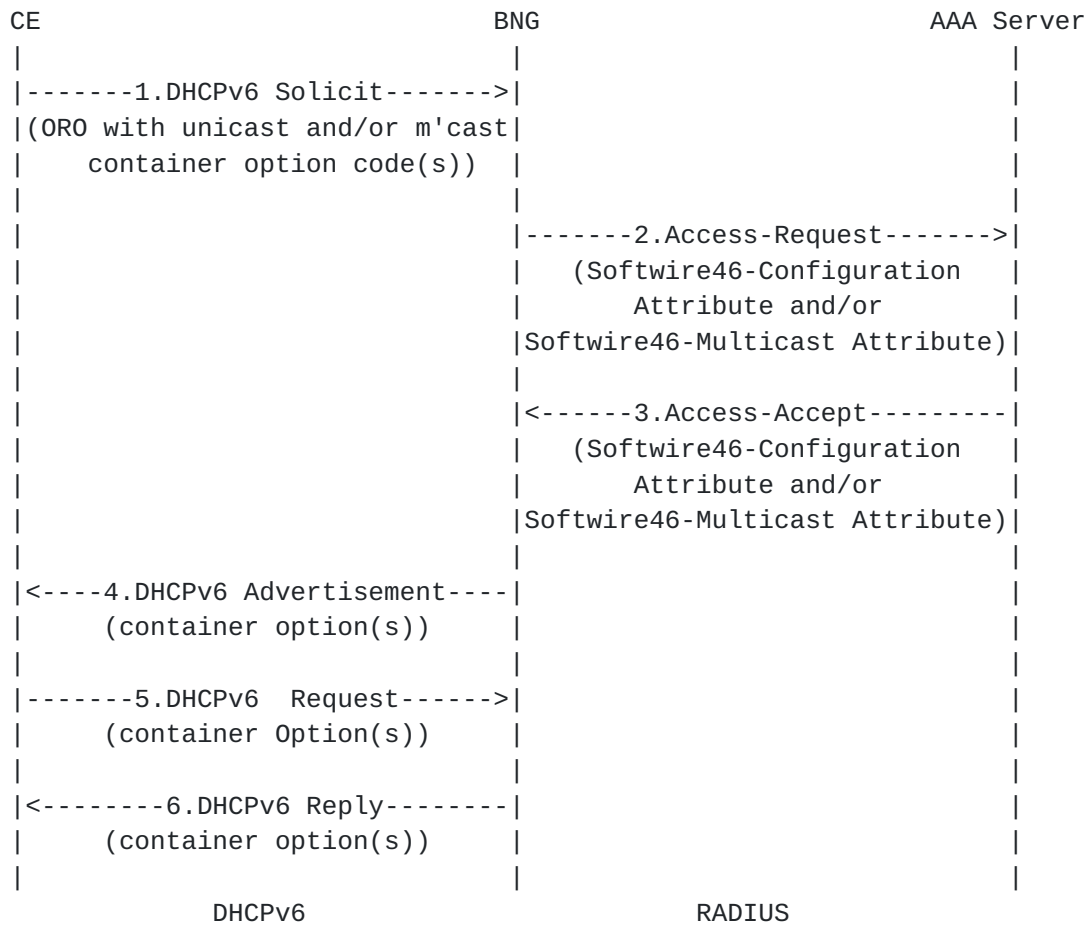 CE                             BNG                         AAA Server
|                               |                               |
|-------1.DHCPv6 Solicit------->|                               |
|(ORO with unicast and/or m'cast|                               |
|    container option code(s))  |                               |
|                               |                               |
|                               |-------2.Access-Request------->|
|                               |   (Softwire46-Configuration   |
|                               |       Attribute and/or        |
|                               |Softwire46-Multicast Attribute)|
|                               |                               |
|                               |<------3.Access-Accept---------|
|                               |   (Softwire46-Configuration   |
|                               |       Attribute and/or        |
|                               |Softwire46-Multicast Attribute)|
|                               |                               |
|<----4.DHCPv6 Advertisement----|                               |
|     (container option(s))     |                               |
|                               |                               |
|-------5.DHCPv6  Request------>|                               |
|     (container Option(s))     |                               |
|                               |                               |
|<--------6.DHCPv6 Reply--------|                               |
|     (container option(s))     |                               |
|                               |                               |
             DHCPv6                         RADIUS